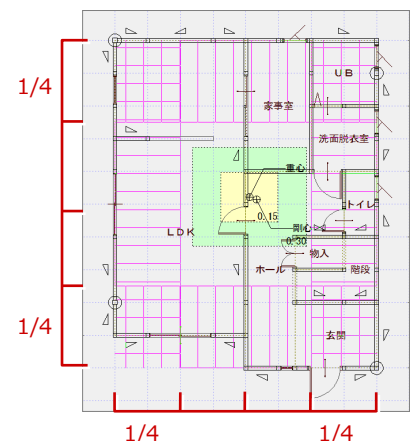 1/4
1/4
UB
家事室
洗面脱衣室
重心
トイレ
0.15
LDK
剛心
0.30
物入
ホール
階段
玄関
1/4
1/4